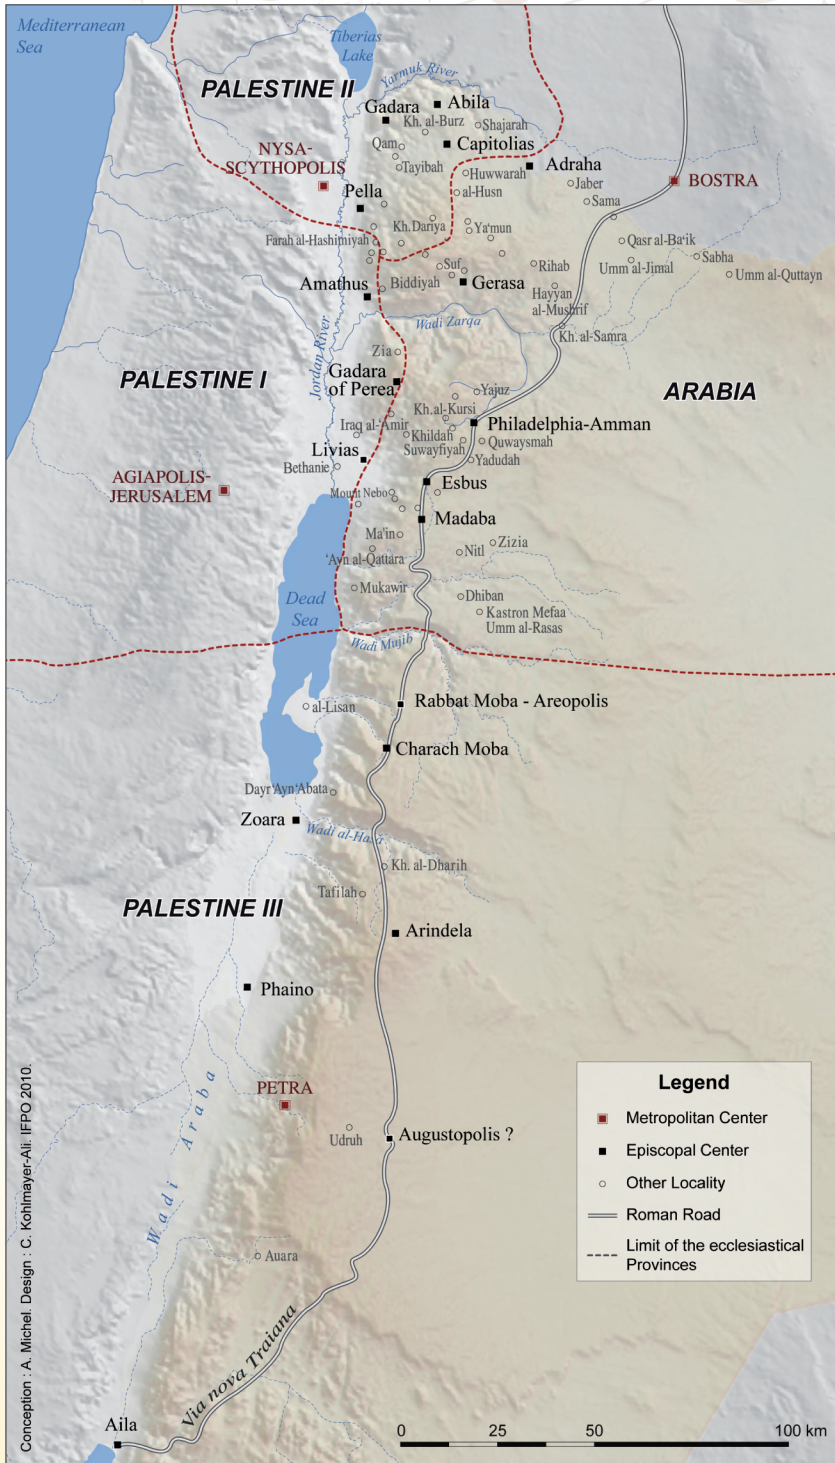 Mediterranean
Sea
Tiberias
Lake
Yarmuk River
PALESTINE II
Gadara
Abila
Kh. al-Burz
Shajarah
Capitolias
NYSA-
SCYTHOPOLIS
Qam
Tayibah
Huwwarah
Adraha
al-Husn
Jaber
BOSTRA
Pella
Sama
Kh. Dariya
Ya'mun
Farah al-Hashimiyah
Qasr al-Ba'ik
Suf
Rihab
Umm al-Jimal
Sabha
Umm al-Quttayn
Amathus
Biddiyah
Gerasa
Hayyan
al-Mushrif
Wadi Zarqa
Kh. al-Samra
Jordan River
Zia
PALESTINE I
Gadara
of Perea
ARABIA
Yajuz
Kh. al-Kursi
Iraq al-'Amir
Philadelphia-Amman
Khildah
Suwayfiyah
Quwaysmah
Livias
Yadudah
Bethanie
AGIAPOLIS-
JERUSALEM
Esbus
Mount Nebo
Madaba
Ma'in
Zizia
Nitl
'Ayn al-Qattara
Mukawir
Dhiban
Dead
Sea
Kastron Mefaa
Umm al-Rasas
Wadi Mujib
al-Lisan
Rabbat Moba - Areopolis
Charach Moba
Dayr 'Ayn 'Abata
Zoara
Wadi al-Hasa
Kh. al-Dharih
Tafilah
PALESTINE III
Arindela
Phaino
Wadi Araba
PETRA
Udruh
Augustopolis ?
Auara
Via nova Traiana
Aila
Legend
Metropolitan Center
Episcopal Center
Other Locality
Roman Road
Limit of the ecclesiastical
Provinces
0 25 50 100 km
Conception : A. Michel. Design : C. Kohlmayer-Ali. IFPO 2010.